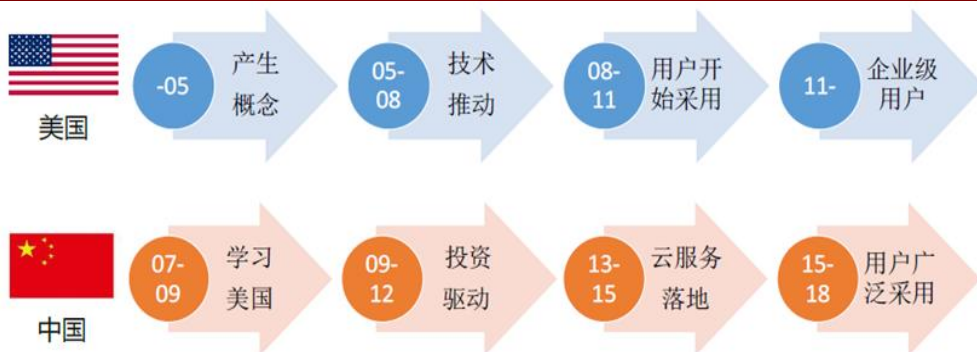 -05
产生
概念
05-
08
技术
推动
08-
11
用户开
始采用
11-
企业级
用户
美国
07-
09
学习
美国
09-
12
投资
驱动
13-
15
云服务
落地
15-
18
用户广
泛采用
中国